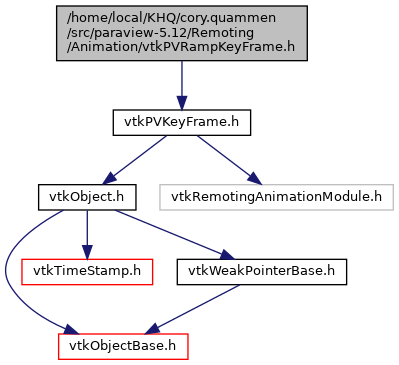 /home/local/KHQ/cory.quammen
/src/paraview-5.12/Remoting
/Animation/vtkPVRampKeyFrame.h
vtkPVKeyFrame.h
vtkObject.h
vtkRemotingAnimationModule.h
vtkTimeStamp.h
vtkWeakPointerBase.h
vtkObjectBase.h